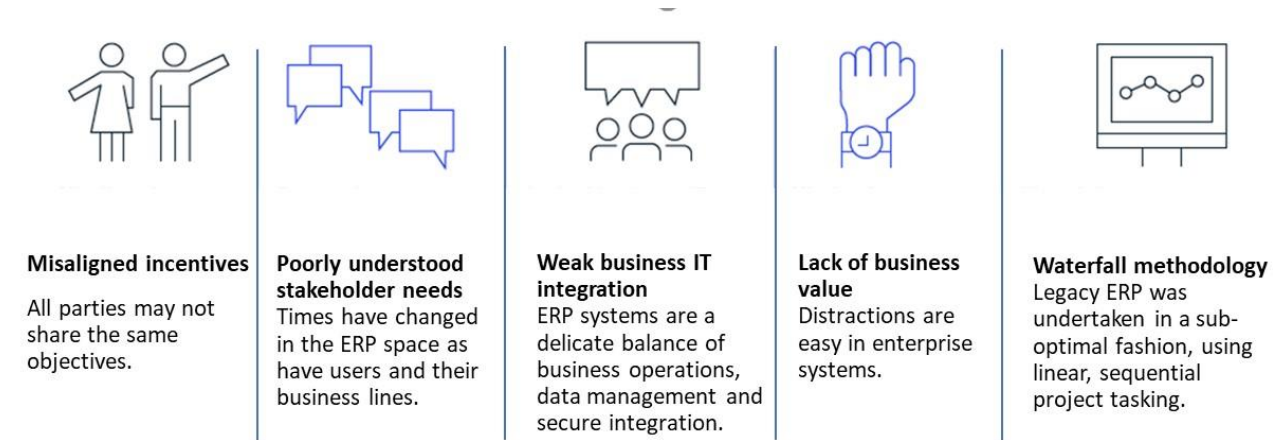 Misaligned incentives
All parties may not
share the same
objectives.
Poorly understood
stakeholder needs
Times have changed
in the ERP space as
have users and their
business lines.
Weak business IT
integration
ERP systems are a
delicate balance of
business operations,
data management and
secure integration.
Lack of business
value
Distractions are
easy in enterprise
systems.
Waterfall methodology
Legacy ERP was
undertaken in a sub-
optimal fashion, using
linear, sequential
project tasking.